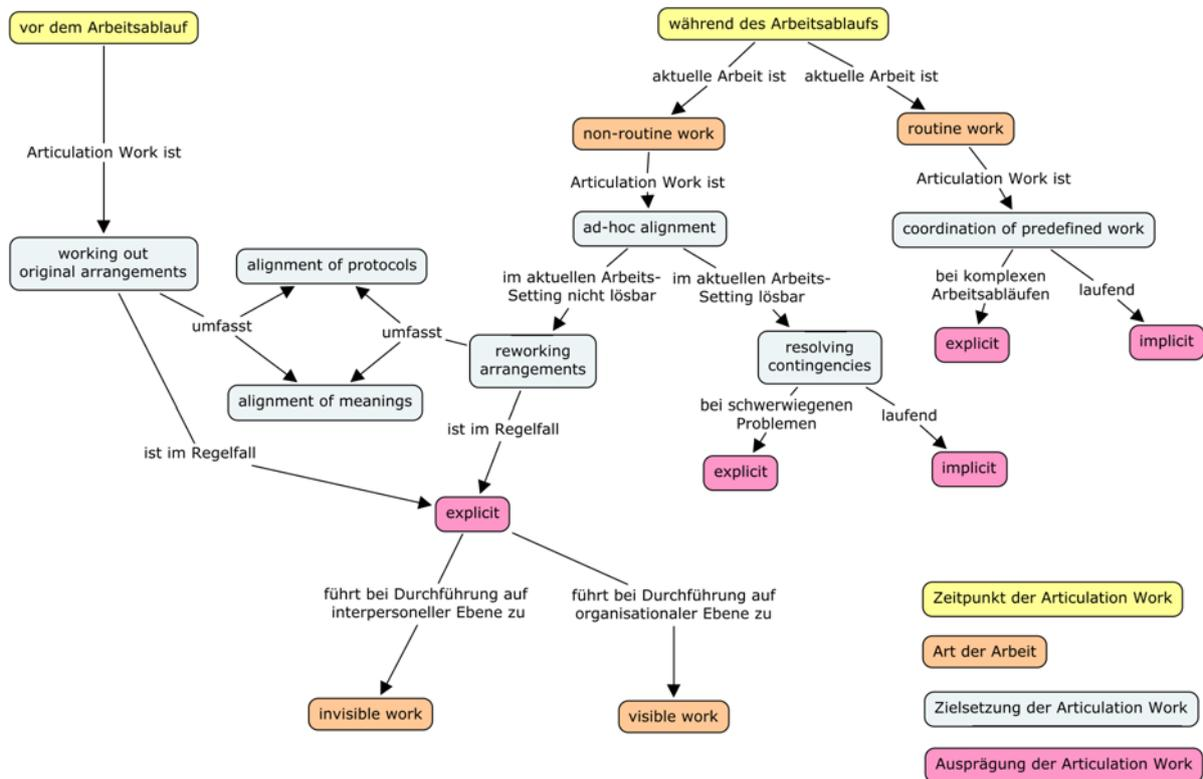 vor dem Arbeitsablauf
während des Arbeitsablaufs
aktuelle Arbeit ist
aktuelle Arbeit ist
non-routine work
routine work
Articulation Work ist
Articulation Work ist
Articulation Work ist
working out
original arrangements
alignment of protocols
ad-hoc alignment
coordination of predefined work
im aktuellen Arbeits-
Setting nicht lösbar
im aktuellen Arbeits-
Setting lösbar
bei komplexen
Arbeitsabläufen
laufend
umfasst
umfasst
reworking
arrangements
resolving
contingencies
explicit
implicit
alignment of meanings
bei schwerwiegenen
Problemen
laufend
ist im Regelfall
ist im Regelfall
explicit
implicit
explicit
führt bei Durchführung auf
interpersoneller Ebene zu
führt bei Durchführung auf
organisationaler Ebene zu
invisible work
visible work
Zeitpunkt der Articulation Work
Art der Arbeit
Zielsetzung der Articulation Work
Ausprägung der Articulation Work